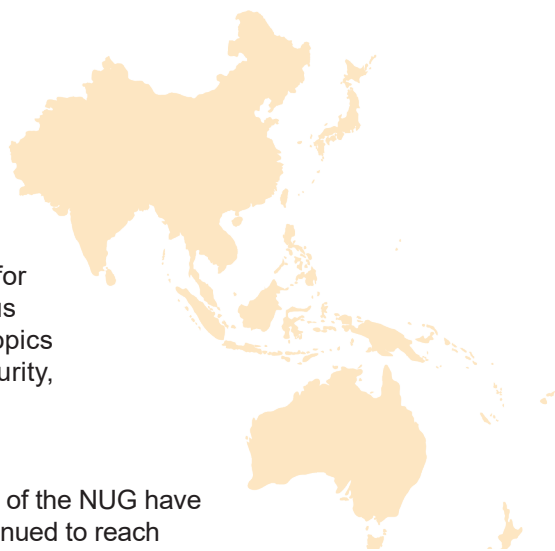 for
us
opics
urity,
of the NUG have
nued to reach